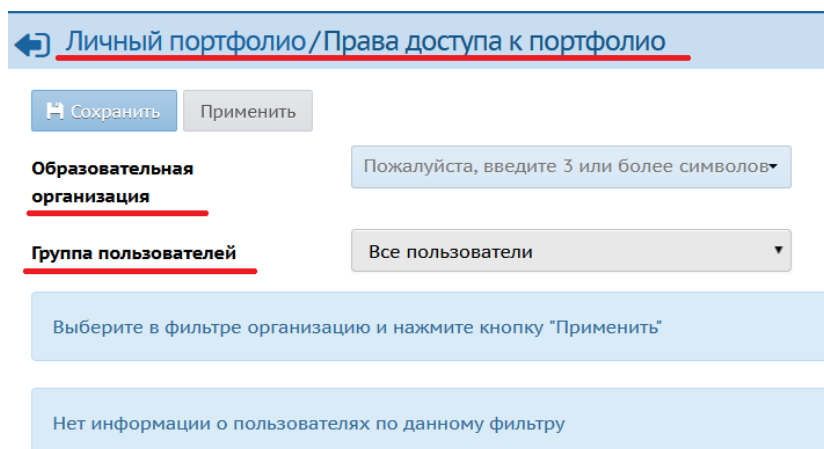 Личный портфолио/Права доступа к портфолио
Сохранить Применить
Образовательная
организация
Пожалуйста, введите 3 или более символов
Группа пользователей
Все пользователи
Выберите в фильтре организацию и нажмите кнопку "Применить"
Нет информации о пользователях по данному фильтру